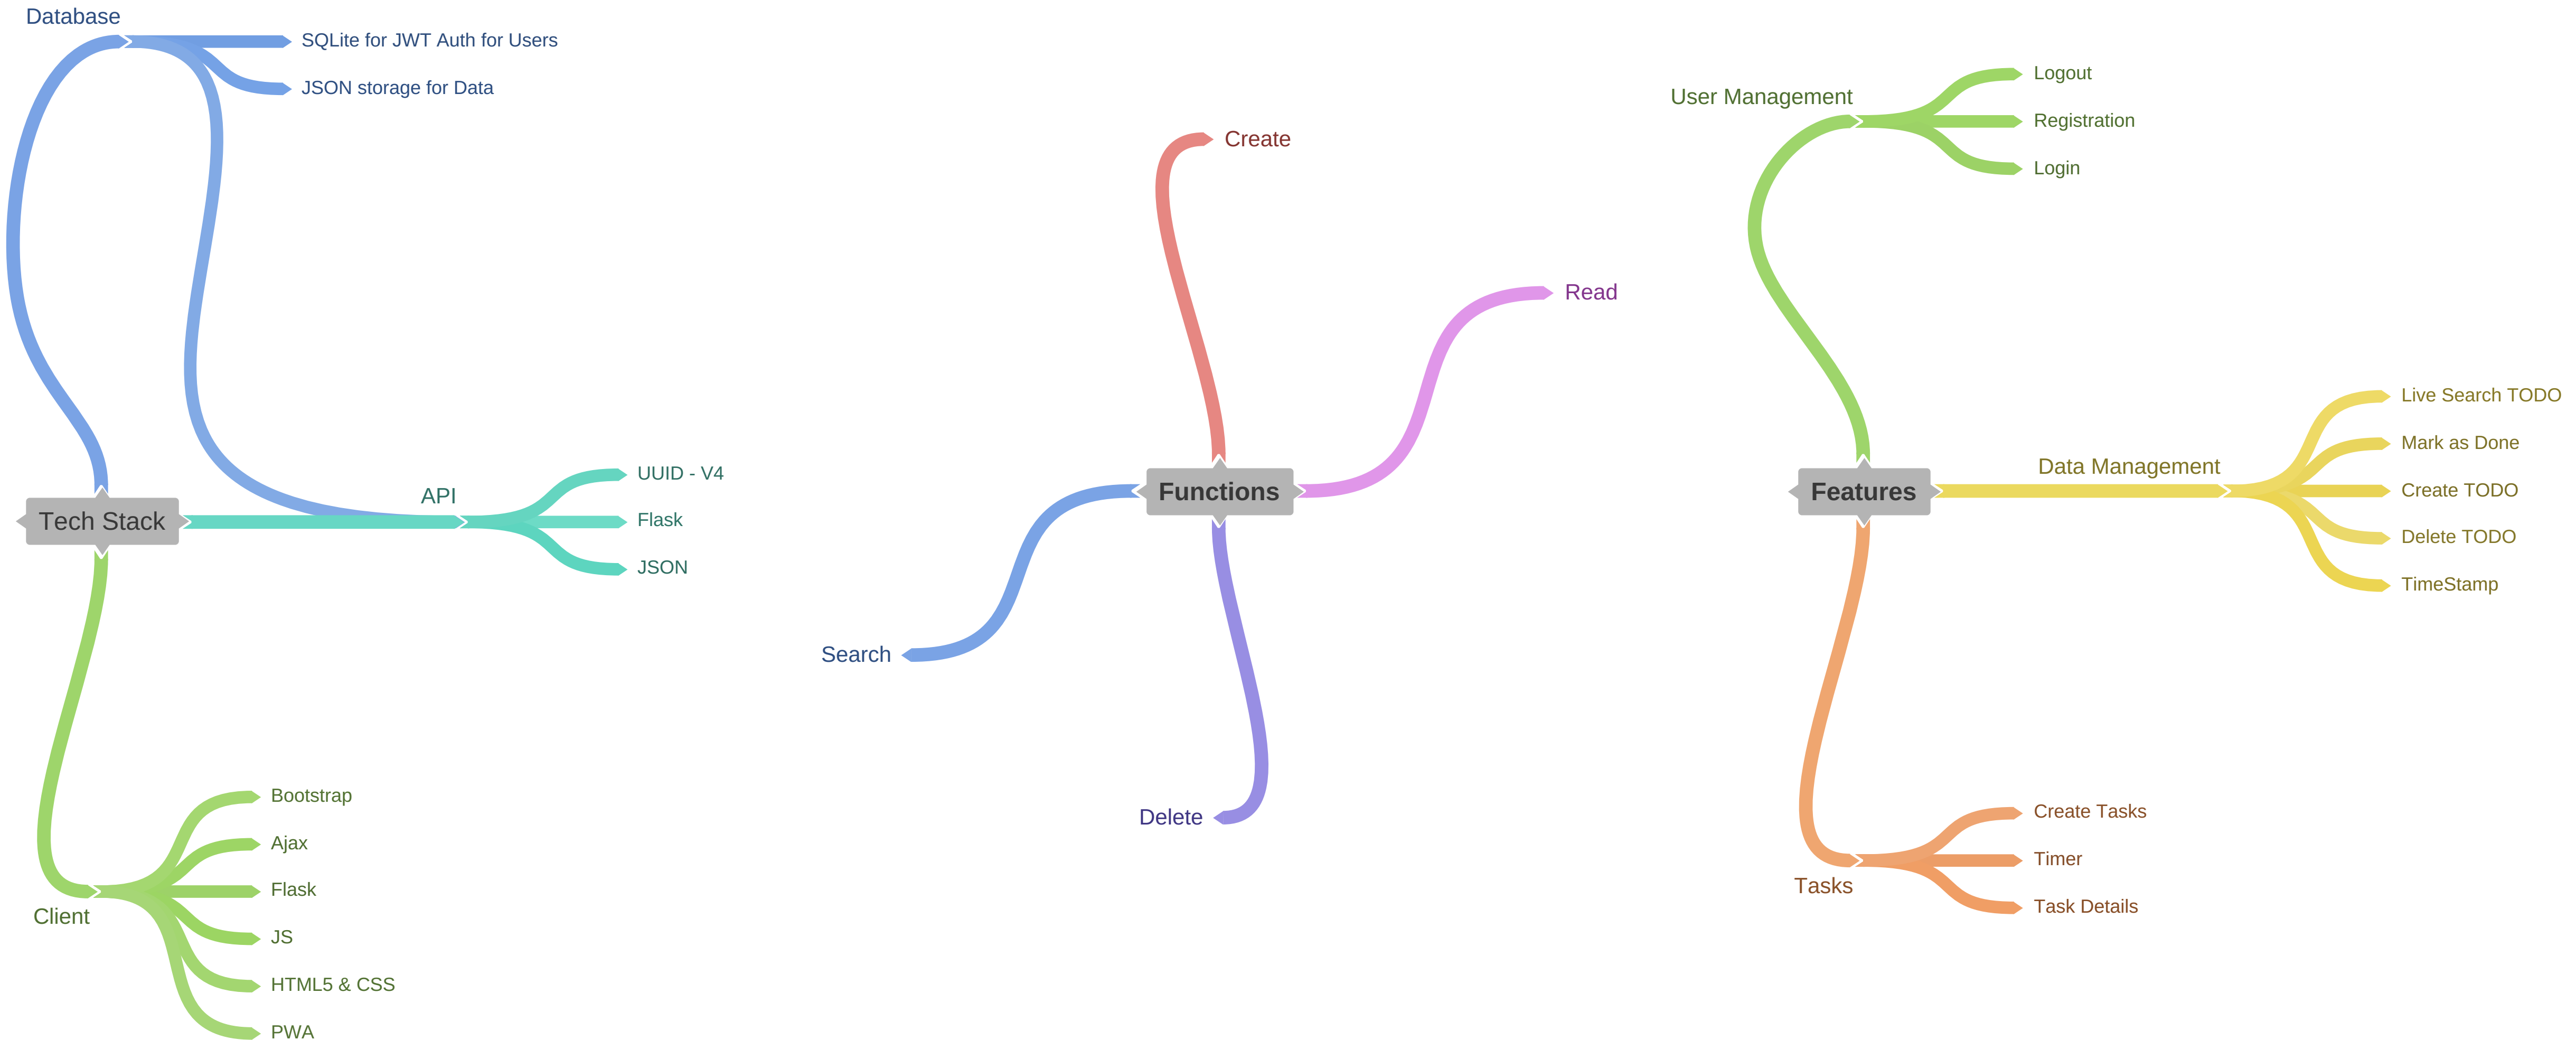 Database
SQLite for JWT Auth for Users
JSON storage for Data
Tech Stack
API
UUID - V4
Flask
JSON
Client
Bootstrap
Ajax
Flask
JS
HTML5 & CSS
PWA
Functions
Create
Read
Search
Delete
Features
User Management
Logout
Registration
Login
Data Management
Live Search TODO
Mark as Done
Create TODO
Delete TODO
TimeStamp
Tasks
Create Tasks
Timer
Task Details